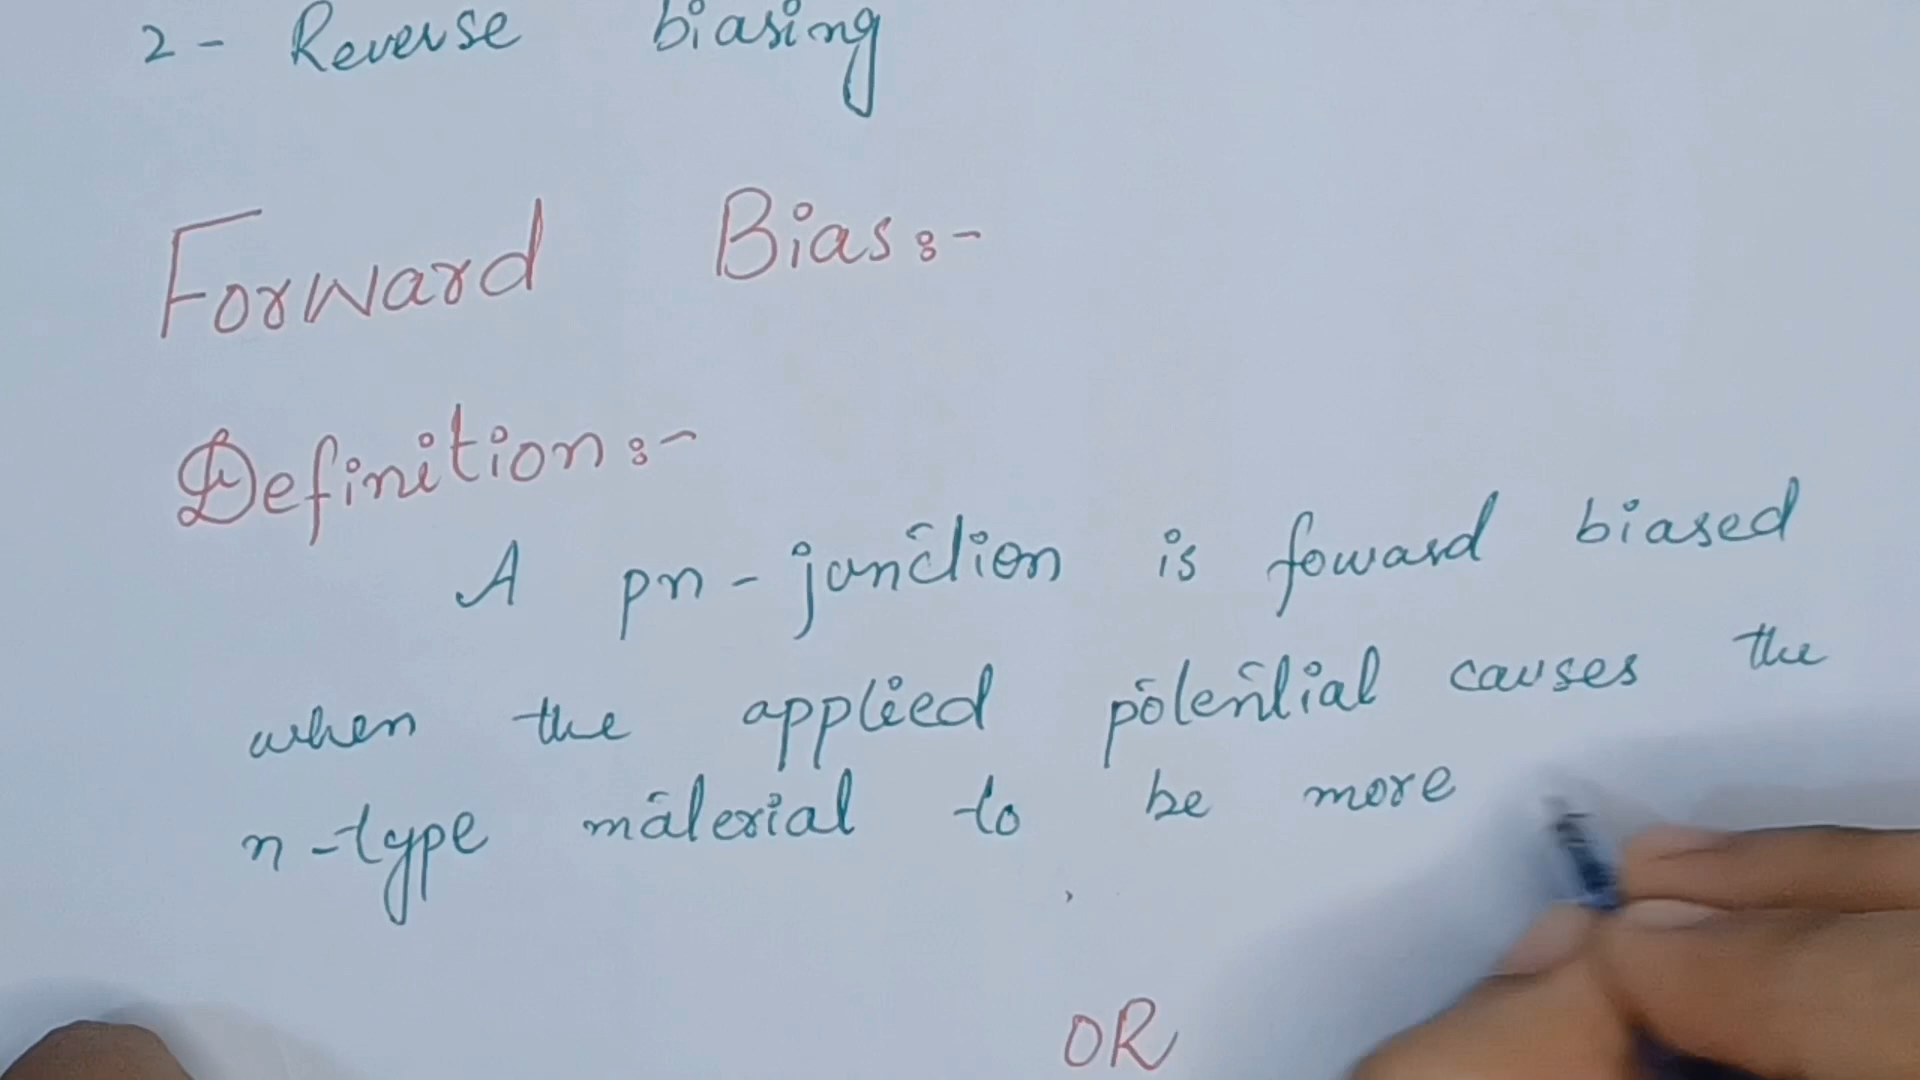 2- Reverse biasing
Forward Bias:-
Definition:-
A pn-junction is foward biased
when the applied potential causes the
n-type material to be more
OR